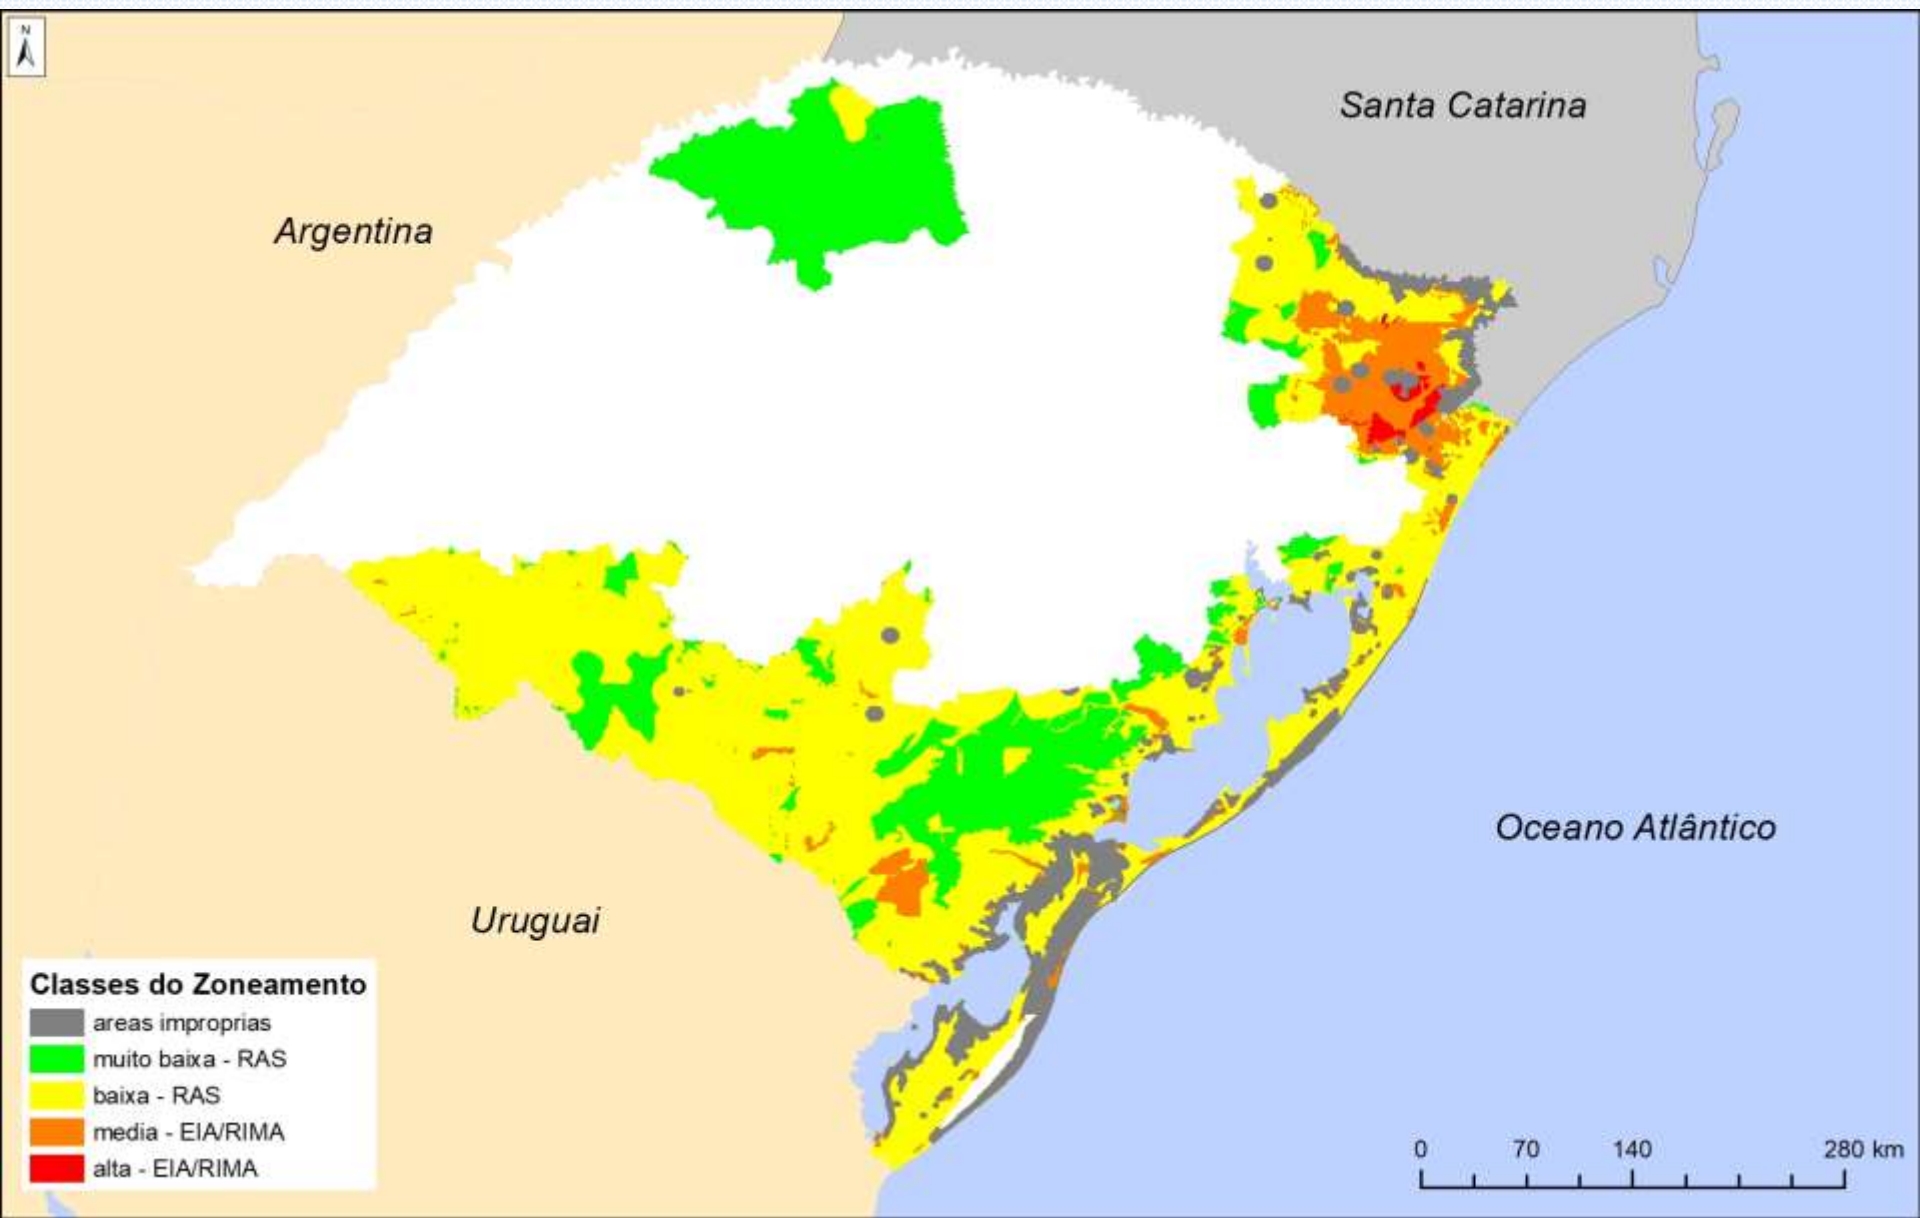 N
Santa Catarina
Argentina
Oceano Atlântico
Uruguai
Classes do Zoneamento
areas improprias
muito baixa - RAS
baixa - RAS
media - EIA/RIMA
alta - EIA/RIMA
0 70 140 280 km